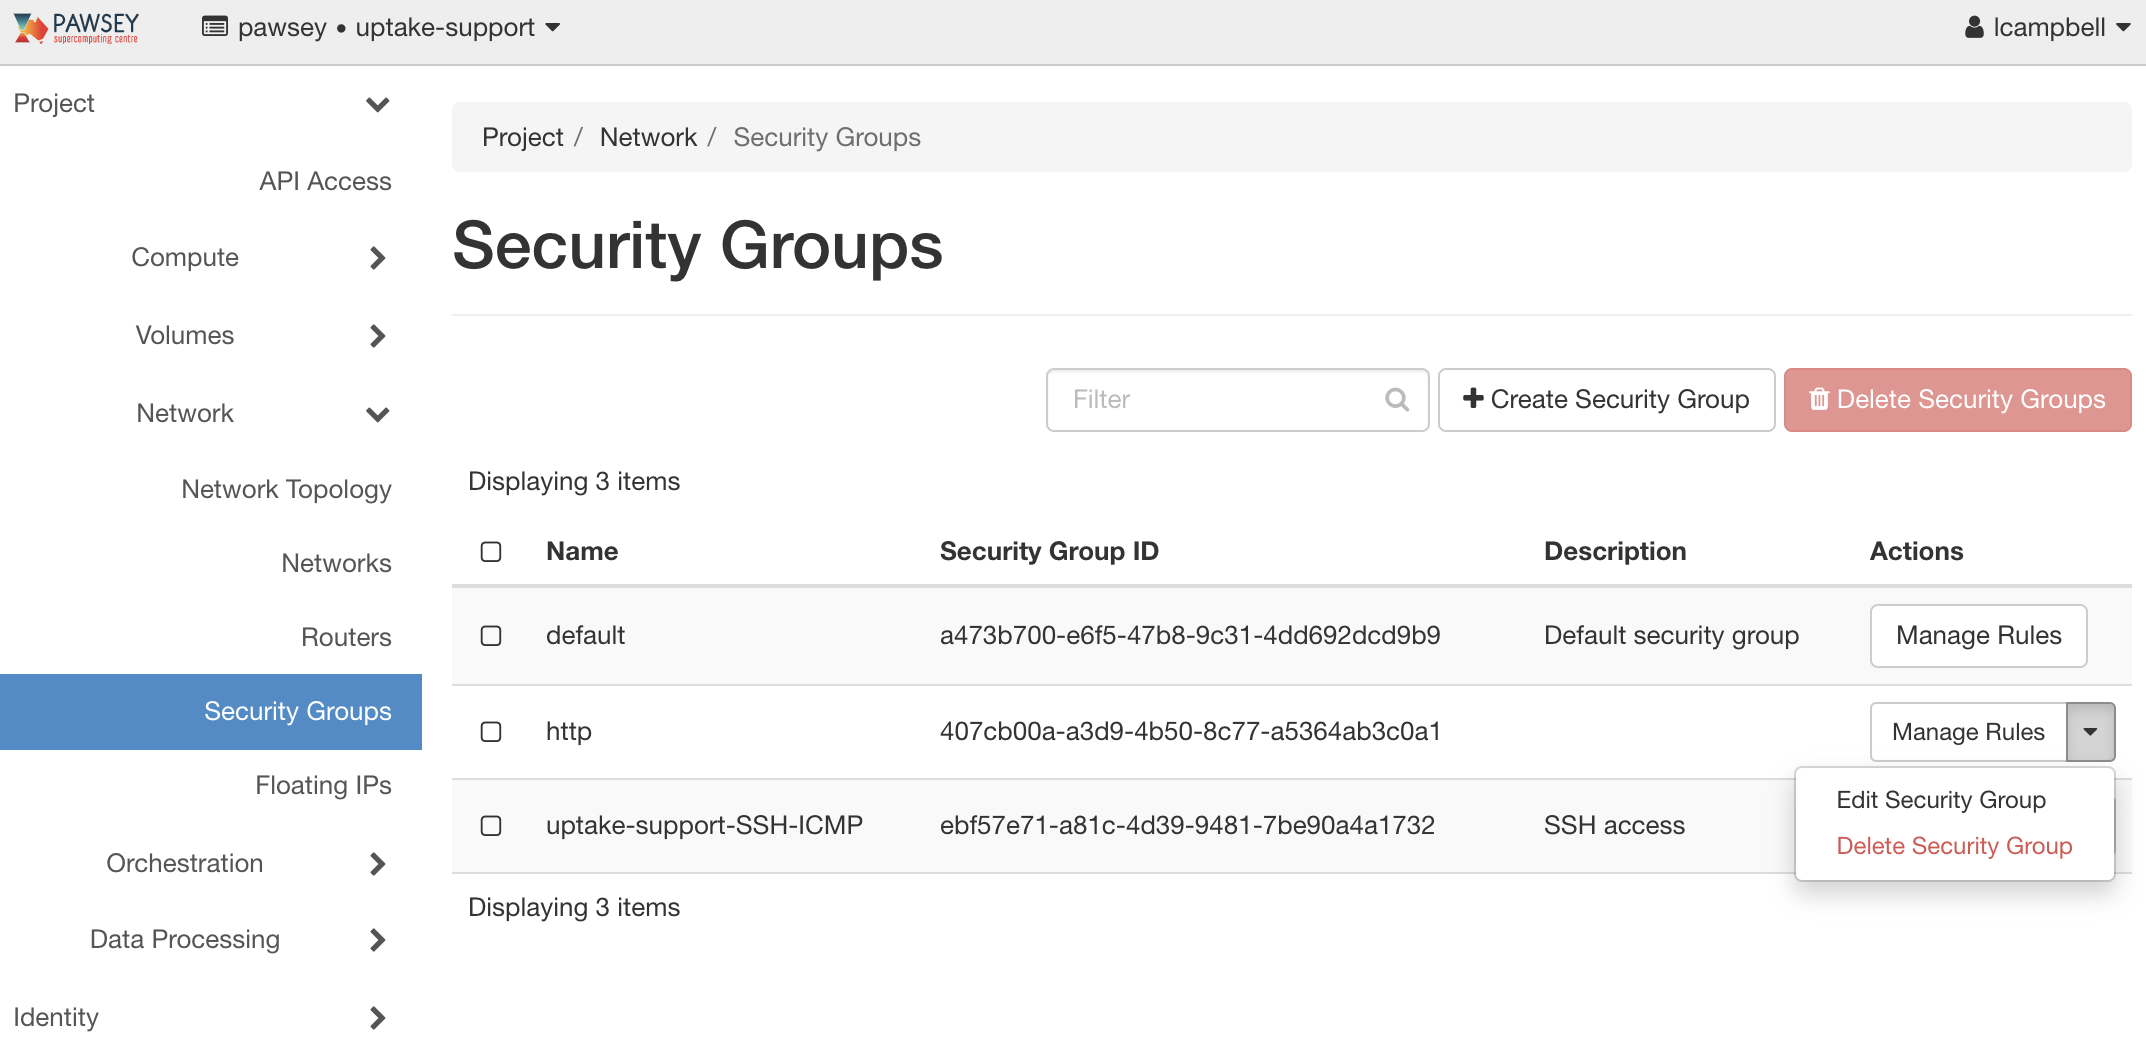 PAWSEY
supercomputing centre
pawsey • uptake-support
lcampbell
Project
API Access
Compute
Volumes
Network
Network Topology
Networks
Routers
Security Groups
Floating IPs
Orchestration
Data Processing
Identity
Project / Network / Security Groups
Security Groups
Filter
Create Security Group
Delete Security Groups
Displaying 3 items
Name Security Group ID Description Actions
default a473b700-e6f5-47b8-9c31-4dd692dcd9b9 Default security group Manage Rules
http 407cb00a-a3d9-4b50-8c77-a5364ab3c0a1 Manage Rules
uptake-support-SSH-ICMP ebf57e71-a81c-4d39-9481-7be90a4a1732 SSH access
Edit Security Group
Delete Security Group
Displaying 3 items